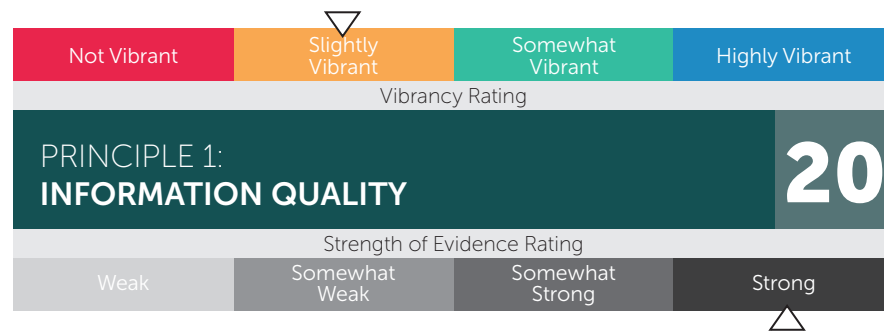 Not Vibrant
Slightly
Vibrant
Somewhat
Vibrant
Highly Vibrant
Vibrancy Rating
PRINCIPLE 1:
INFORMATION QUALITY
20
Strength of Evidence Rating
Weak
Somewhat
Weak
Somewhat
Strong
Strong